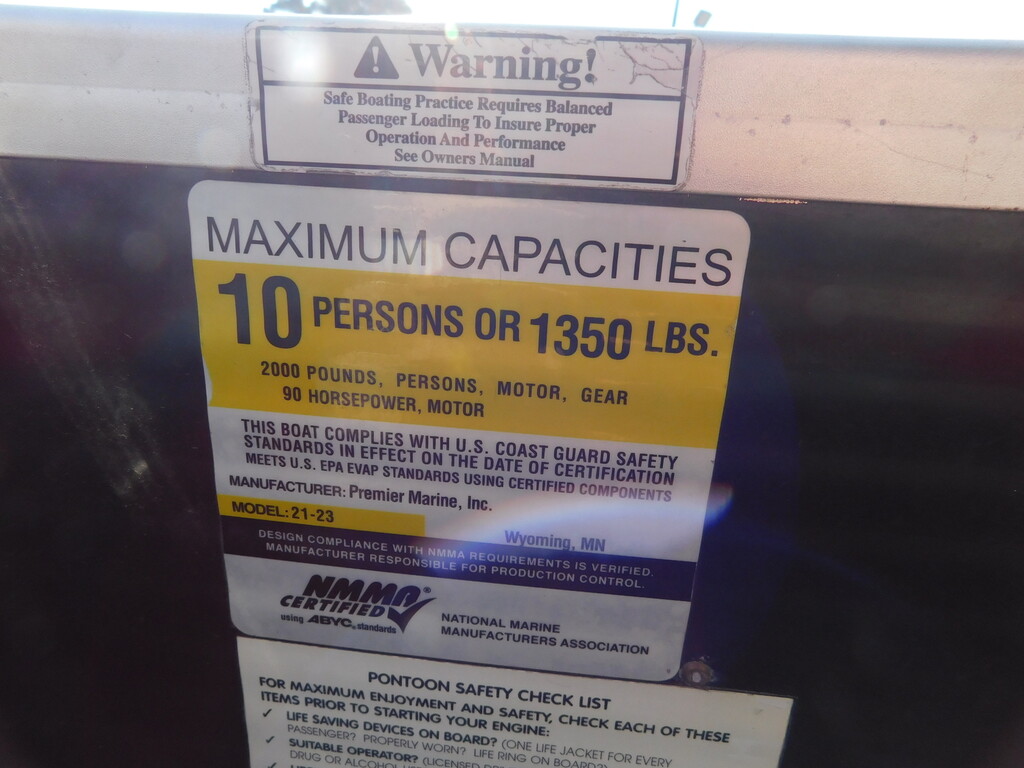 Warning!
Safe Boating Practice Requires Balanced
Passenger Loading To Insure Proper
Operation And Performance
See Owners Manual
MAXIMUM CAPACITIES
10 PERSONS OR 1350 LBS.
2000 POUNDS, PERSONS, MOTOR, GEAR
90 HORSEPOWER, MOTOR
THIS BOAT COMPLIES WITH U.S. COAST GUARD SAFETY
STANDARDS IN EFFECT ON THE DATE OF CERTIFICATION
MEETS U.S. EPA EVAP STANDARDS USING CERTIFIED COMPONENTS
MANUFACTURER: Premier Marine, Inc.
MODEL: 21-23
Wyoming, MN
DESIGN COMPLIANCE WITH NMMA REQUIREMENTS IS VERIFIED.
MANUFACTURER RESPONSIBLE FOR PRODUCTION CONTROL.
NMMA®
CERTIFIED
using ABYC® standards
NATIONAL MARINE
MANUFACTURERS ASSOCIATION
PONTOON SAFETY CHECK LIST
FOR MAXIMUM ENJOYMENT AND SAFETY, CHECK EACH OF THESE
ITEMS PRIOR TO STARTING YOUR ENGINE:
✓ LIFE SAVING DEVICES ON BOARD? (ONE LIFE JACKET FOR EVERY
PASSENGER? PROPERLY WORN? LIFE RING ON BOARD?)
✓ SUITABLE OPERATOR? (LICENSED
DRUG OR ALCOHOL